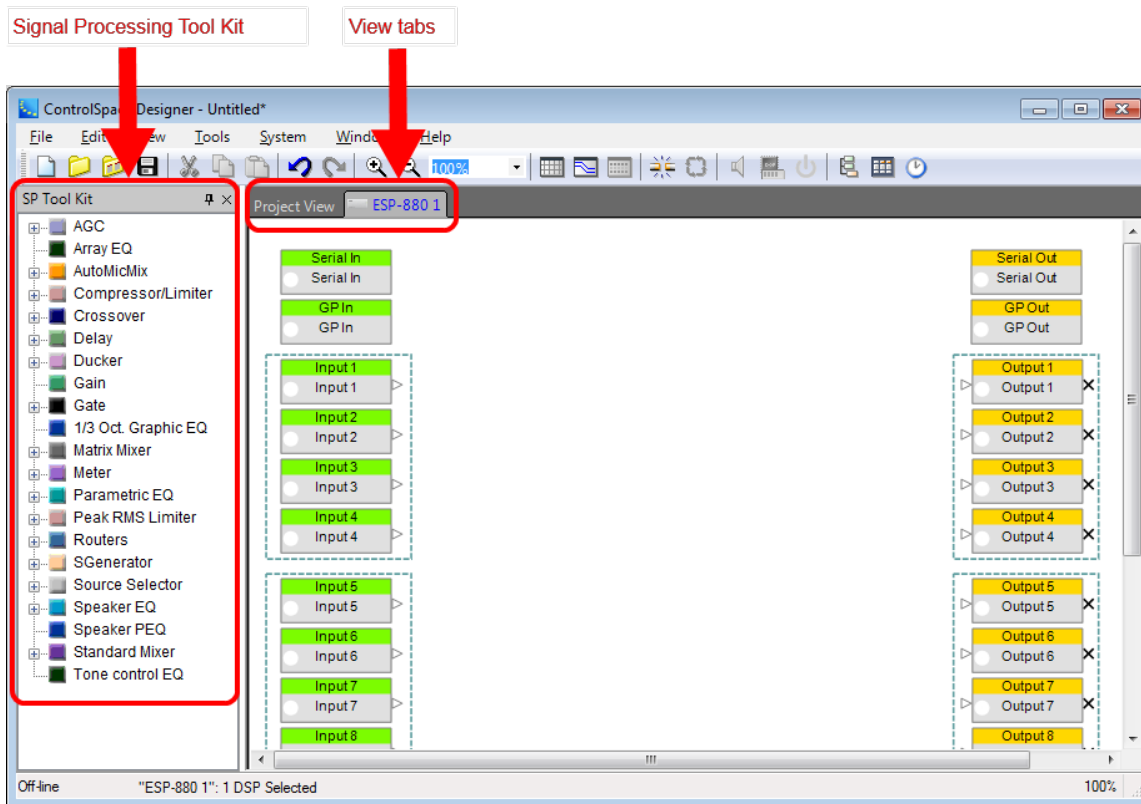 Signal Processing Tool Kit
View tabs
ControlSpa Designer - Untitled*
File Edit ew Tools System Windo Help
100%
SP Tool Kit
Project View ESP-880 1
AGC
Array EQ
AutoMicMix
Compressor/Limiter
Crossover
Delay
Ducker
Gain
Gate
1/3 Oct. Graphic EQ
Matrix Mixer
Meter
Parametric EQ
Peak RMS Limiter
Routers
SGenerator
Source Selector
Speaker EQ
Speaker PEQ
Standard Mixer
Tone control EQ
Serial In
Serial In
GP In
GP In
Input 1
Input 1
Input 2
Input 2
Input 3
Input 3
Input 4
Input 4
Input 5
Input 5
Input 6
Input 6
Input 7
Input 7
Input 8
Serial Out
Serial Out
GP Out
GP Out
Output 1
Output 1
Output 2
Output 2
Output 3
Output 3
Output 4
Output 4
Output 5
Output 5
Output 6
Output 6
Output 7
Output 7
Output 8
Off-line "ESP-880 1": 1 DSP Selected 100%